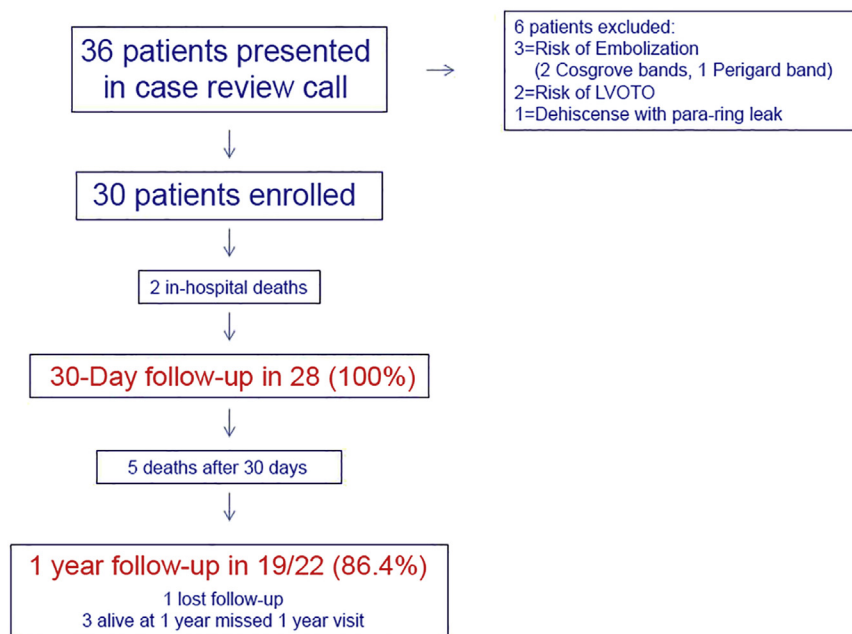 36 patients presented
in case review call
6 patients excluded:
3=Risk of Embolization
(2 Cosgrove bands, 1 Perigard band)
2=Risk of LVOTO
1=Dehiscense with para-ring leak
30 patients enrolled
2 in-hospital deaths
30-Day follow-up in 28 (100%)
5 deaths after 30 days
1 year follow-up in 19/22 (86.4%)
1 lost follow-up
3 alive at 1 year missed 1 year visit